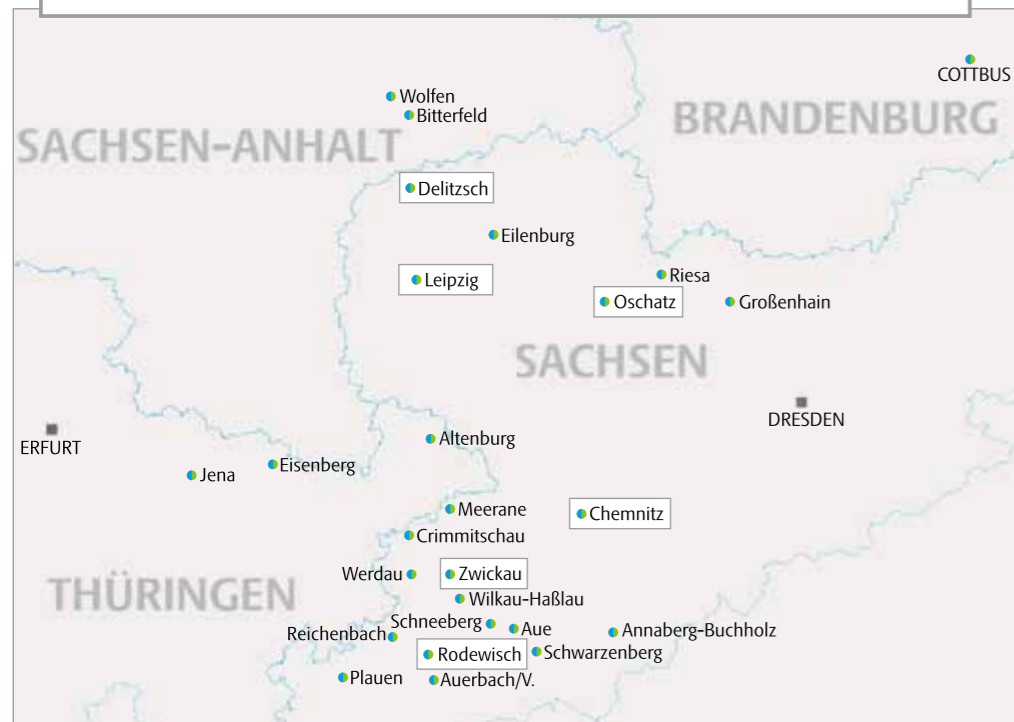 COTTBUS
Wolfen
Bitterfeld
BRANDENBURG
SACHSEN-ANHALT
Delitzsch
Eilenburg
Leipzig
Riesa
Oschatz
Großenhain
SACHSEN
DRESDEN
ERFURT
Altenburg
Eisenberg
Jena
Meerane
Chemnitz
Crimmitschau
Werdau
Zwickau
THÜRINGEN
Wilkau-Haßlau
Schneeberg
Aue
Annaberg-Buchholz
Reichenbach
Rodewisch
Schwarzenberg
Plauen
Auerbach/V.